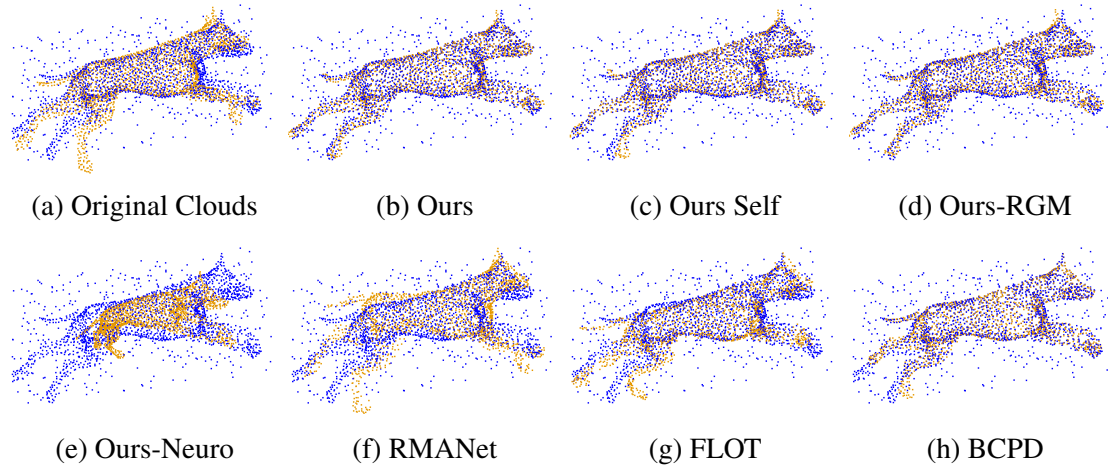 (a) Original Clouds
(b) Ours
(c) Ours Self
(d) Ours-RGM
(e) Ours-Neuro
(f) RMANet
(g) FLOT
(h) BCPD